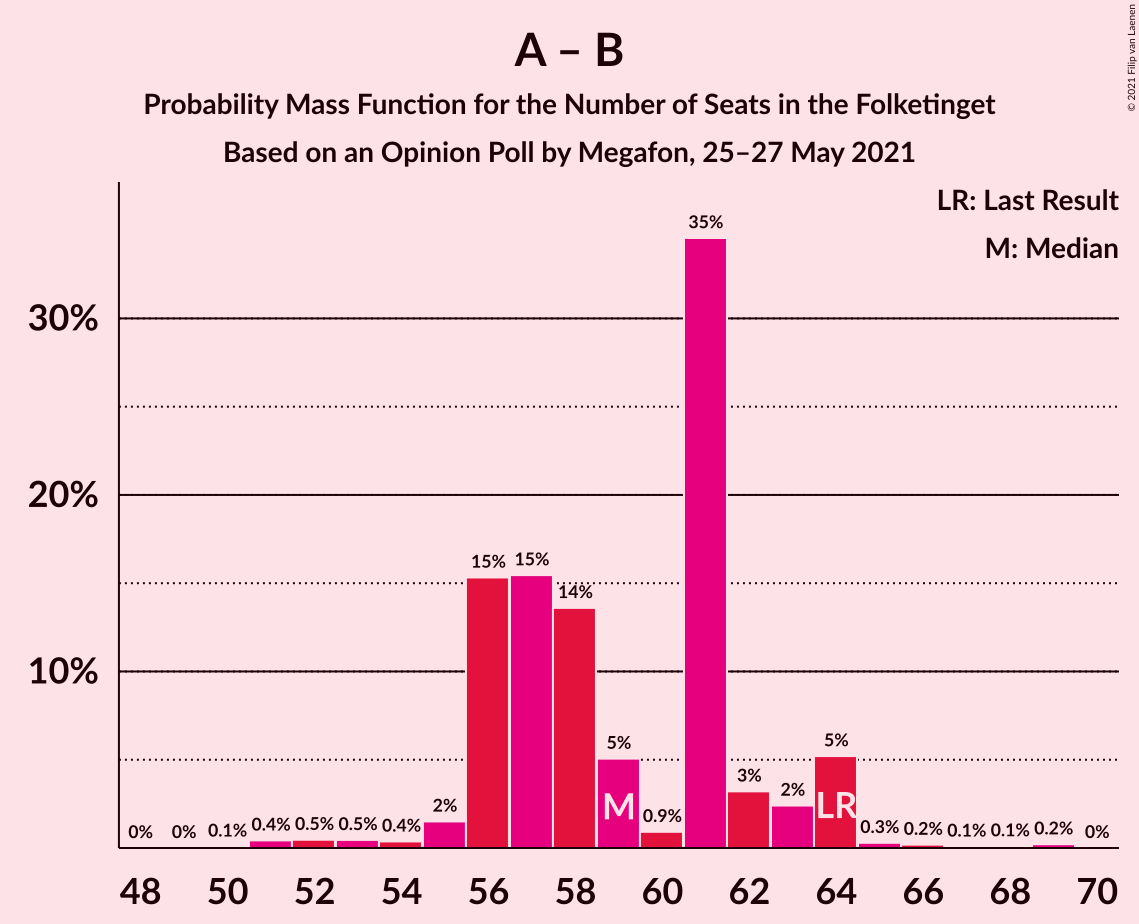 A – B
Probability Mass Function for the Number of Seats in the Folketinget
Based on an Opinion Poll by Megafon, 25–27 May 2021
© 2021 Filip van Laenen
LR: Last Result
M: Median
30%
20%
10%
0%
0%
0.1%
0.4%
0.5%
0.5%
0.4%
2%
15%
15%
14%
5%
0.9%
35%
3%
2%
5%
0.3%
0.2%
0.1%
0.1%
0.2%
0%
M
LR
48 50 52 54 56 58 60 62 64 66 68 70